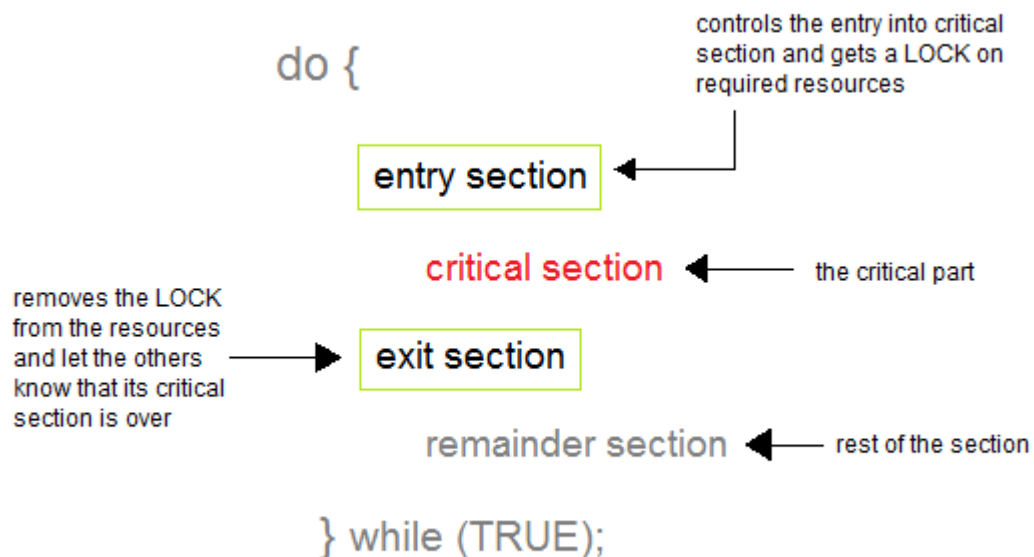 controls the entry into critical
section and gets a LOCK on
required resources
do {
entry section
critical section
the critical part
removes the LOCK
from the resources
and let the others
know that its critical
section is over
exit section
remainder section
rest of the section
} while (TRUE);